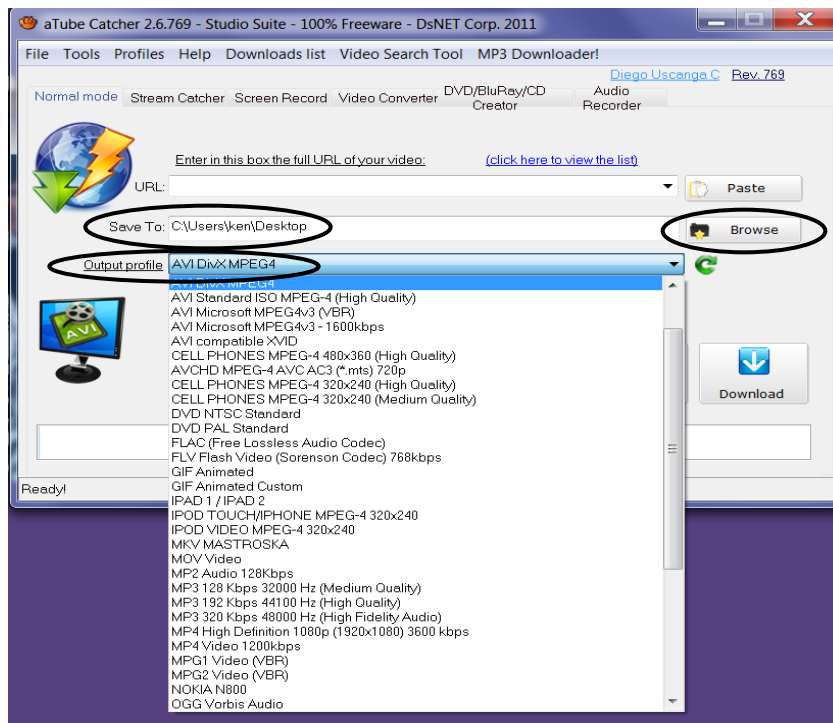 aTube Catcher 2.6.769 - Studio Suite - 100% Freeware - DsNET Corp. 2011
File Tools Profiles Help Downloads list Video Search Tool MP3 Downloader!
Diego Uscanga C Rev. 769
Normal mode Stream Catcher Screen Record Video Converter DVD/BluRay/CD Creator Audio Recorder
Enter in this box the full URL of your video: (click here to view the list)
URL: Paste
Save To: C:\Users\ken\Desktop Browse
Output profile AVI DivX MPEG4
AVI DivX MPEG4
AVI Standard ISO MPEG-4 (High Quality)
AVI Microsoft MPEG4v3 (VBR)
AVI Microsoft MPEG4v3 - 1600kbps
AVI compatible XVID
CELL PHONES MPEG-4 480x360 (High Quality)
AVCHD MPEG-4 AVC AC3 (*.mts) 720p
CELL PHONES MPEG-4 320x240 (High Quality)
CELL PHONES MPEG-4 320x240 (Medium Quality)
DVD NTSC Standard
DVD PAL Standard
FLAC (Free Lossless Audio Codec)
FLV Flash Video (Sorenson Codec) 768kbps
GIF Animated
GIF Animated Custom
IPAD 1 / IPAD 2
IPOD TOUCH/IPHONE MPEG-4 320x240
IPOD VIDEO MPEG-4 320x240
MKV MASTROSKA
MOV Video
MP2 Audio 128Kbps
MP3 128 Kbps 32000 Hz (Medium Quality)
MP3 192 Kbps 44100 Hz (High Quality)
MP3 320 Kbps 48000 Hz (High Fidelity Audio)
MP4 High Definition 1080p (1920x1080) 3600 kbps
MP4 Video 1200kbps
MPG1 Video (VBR)
MPG2 Video (VBR)
NOKIA N800
OGG Vorbis Audio
AVI
Download
Ready!